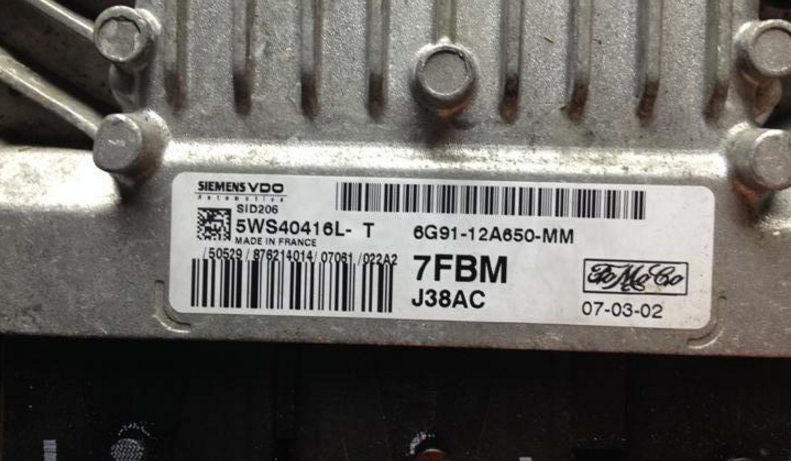 SIEMENS VDO
Automotive
SID206
5WS40416L- T
MADE IN FRANCE
6G91-12A650-MM
/50529/876214014/07061/022A2
7FBM
J38AC
FoMoCo
07-03-02